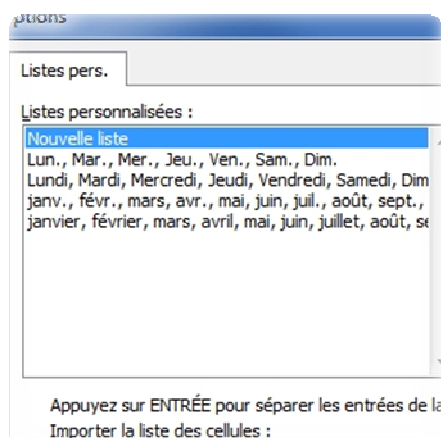 ptions
Listes pers.
Listes personnalisées :
Nouvelle liste
Lun., Mar., Mer., Jeu., Ven., Sam., Dim.
Lundi, Mardi, Mercredi, Jeudi, Vendredi, Samedi, Dim
janv., févr., mars, avr., mai, juin, juil., août, sept.,
janvier, février, mars, avril, mai, juin, juillet, août, se
Appuyez sur ENTRÉE pour séparer les entrées de la
Importer la liste des cellules :